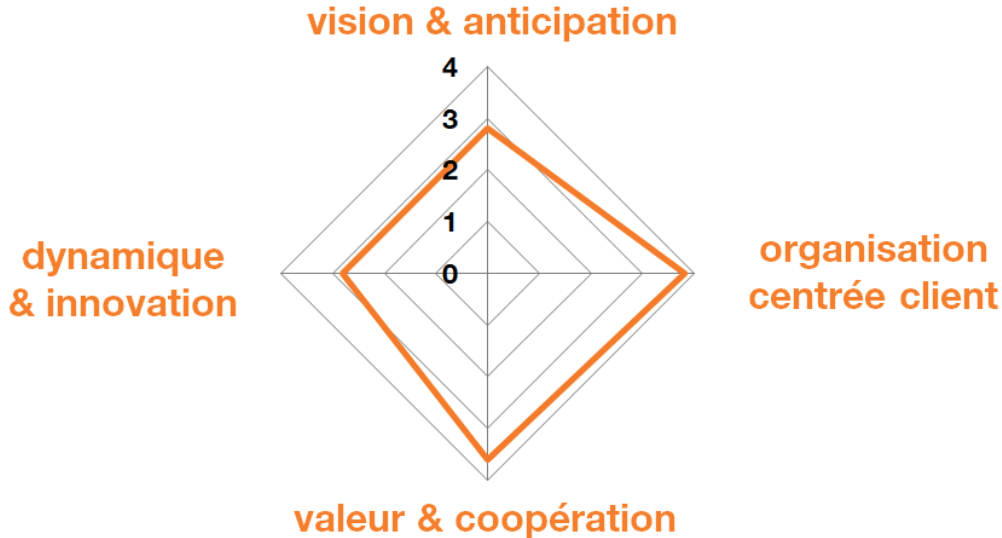 vision & anticipation
4
3
2
1
0
dynamique
& innovation
organisation
centrée client
valeur & coopération